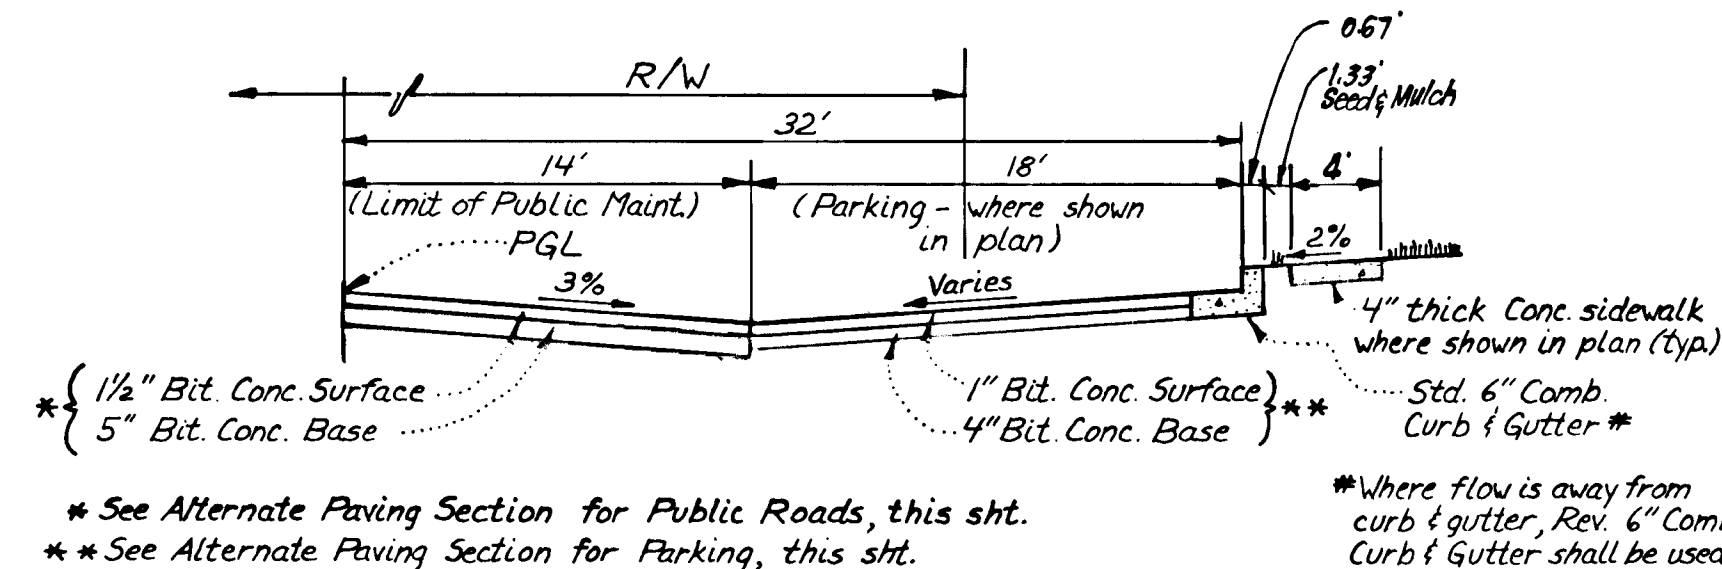 0.67'
R/W
1.33'
Seed & Mulch
32'
14'
18'
4'
(Limit of Public Maint.)
(Parking - where shown
in plan)
PGL
2%
3%
Varies
4" thick Conc. sidewalk
where shown in plan (typ.)
* { 1½" Bit. Conc. Surface
5" Bit. Conc. Base
1" Bit. Conc. Surface } **
4" Bit. Conc. Base
Std. 6" Comb.
Curb & Gutter #
* See Alternate Paving Section for Public Roads, this sht.
** See Alternate Paving Section for Parking, this sht.
# Where flow is away from
curb & gutter, Rev. 6" Com
Curb & Gutter shall be used